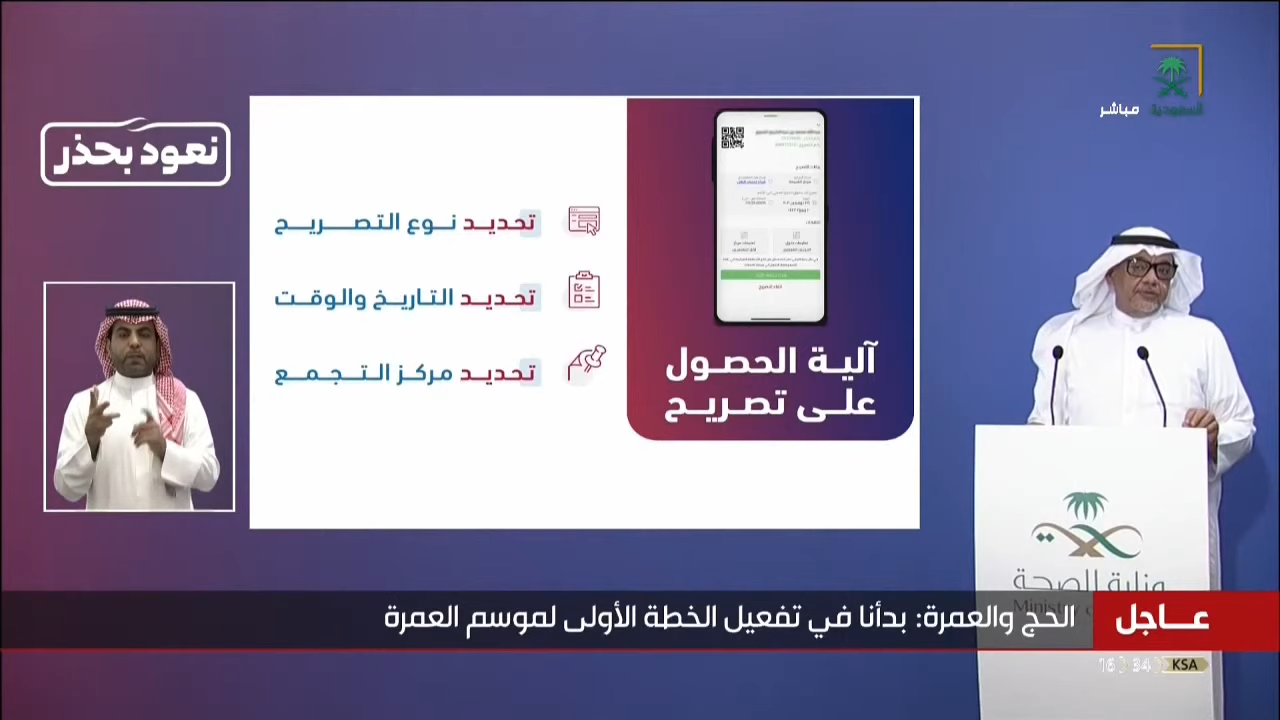 السعودية
مباشر
نعود بحذر
تحديد نوع التصريح
تحديد التاريخ والوقت
تحديد مركز التجمع
آلية الحصول
على تصريح
وزارة الصحة
عاجل
الحج والعمرة: بدأنا في تفعيل الخطة الأولى لموسم العمرة
KSA